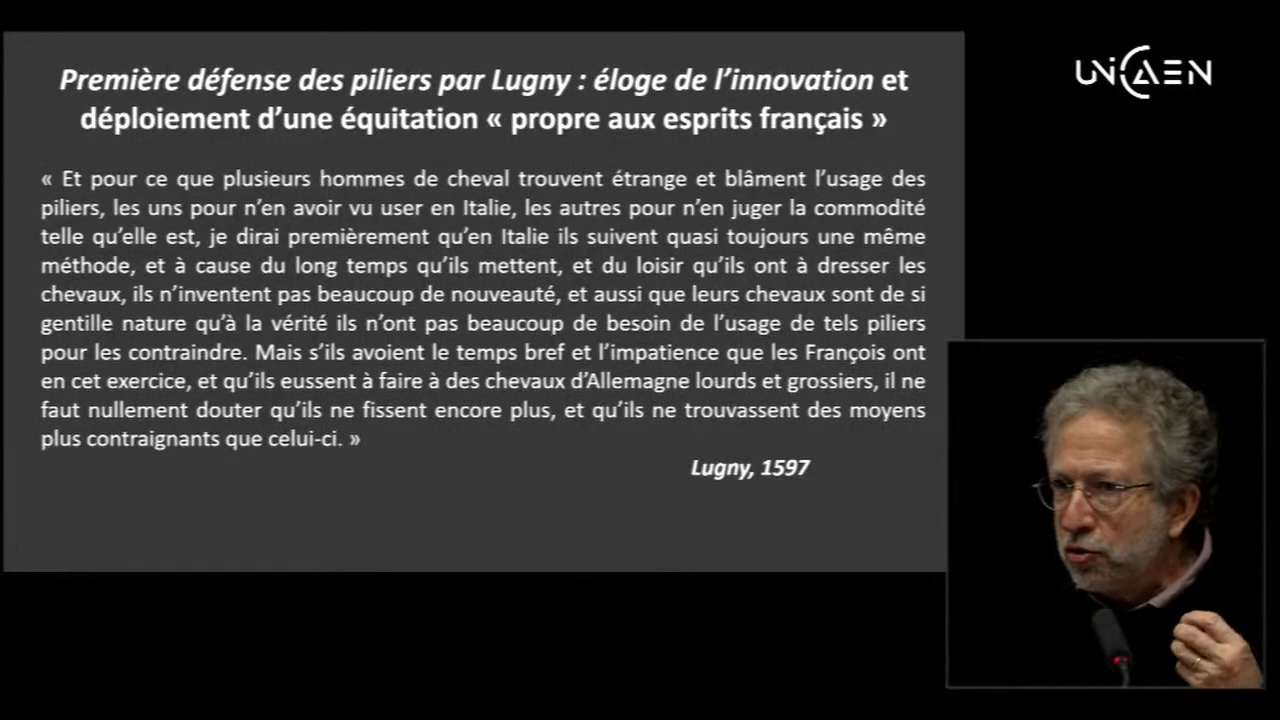 Première défense des piliers par Lugny : éloge de l’innovation et
déploiement d’une équitation « propre aux esprits français »
« Et pour ce que plusieurs hommes de cheval trouvent étrange et blâment l’usage des
piliers, les uns pour n’en avoir vu user en Italie, les autres pour n’en juger la commodité
telle qu’elle est, je dirai premièrement qu’en Italie ils suivent quasi toujours une même
méthode, et à cause du long temps qu’ils mettent, et du loisir qu’ils ont à dresser les
chevaux, ils n’inventent pas beaucoup de nouveauté, et aussi que leurs chevaux sont de si
gentille nature qu’à la vérité ils n’ont pas beaucoup de besoin de l’usage de tels piliers
pour les contraindre. Mais s’ils avoient le temps bref et l’impatience que les François ont
en cet exercice, et qu’ils eussent à faire à des chevaux d’Allemagne lourds et grossiers, il ne
faut nullement douter qu’ils ne fissent encore plus, et qu’ils ne trouvassent des moyens
plus contraignants que celui-ci. »
Lugny, 1597
UNICAEN